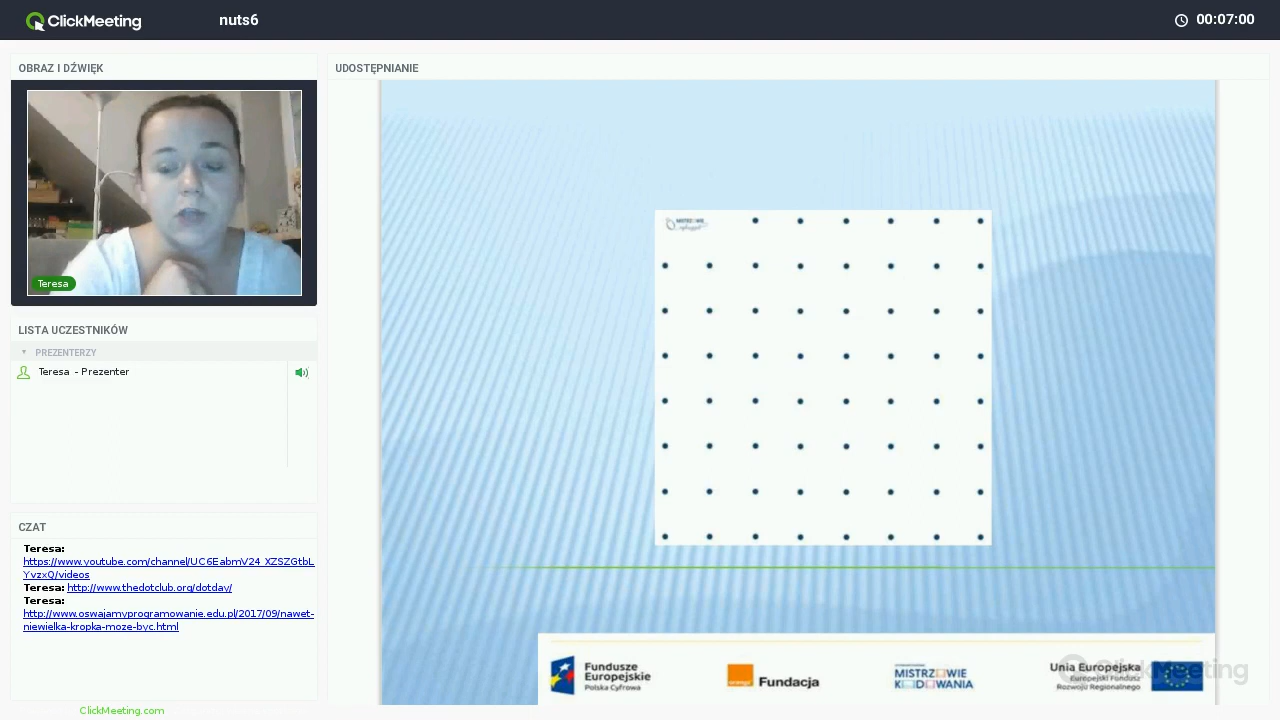 ClickMeeting
nuts6
00:07:00
OBRAZ I DŹWIĘK
Teresa
LISTA UCZESTNIKÓW
PREZENTERZY
Teresa - Prezenter
CZAT
Teresa:
https://www.youtube.com/channel/UC6EabmV24_XZSZGtbL
YvzxQ/videos
Teresa: http://www.thedotclub.org/dotday/
Teresa:
http://www.oswajamyprogramowanie.edu.pl/2017/09/nawet-
niewielka-kropka-moze-byc.html
ClickMeeting.com
UDOSTĘPNIANIE
Fundusze
Europejskie
Polska Cyfrowa
Fundacja
MISTRZOWIE
KODOWANIA
Unia Europejska
Europejski Fundusz
Rozwoju Regionalnego
ClickMeeting